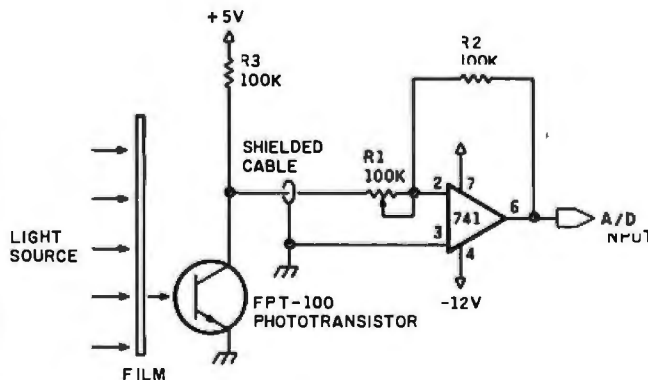 +5V
R3
100K
R2
100K
SHIELDED
CABLE
R1
100K
2
7
741
6
3
4
A/D
NPUT
-12V
LIGHT
SOURCE
FPT-100
PHOTOTRANSISTOR
FILM